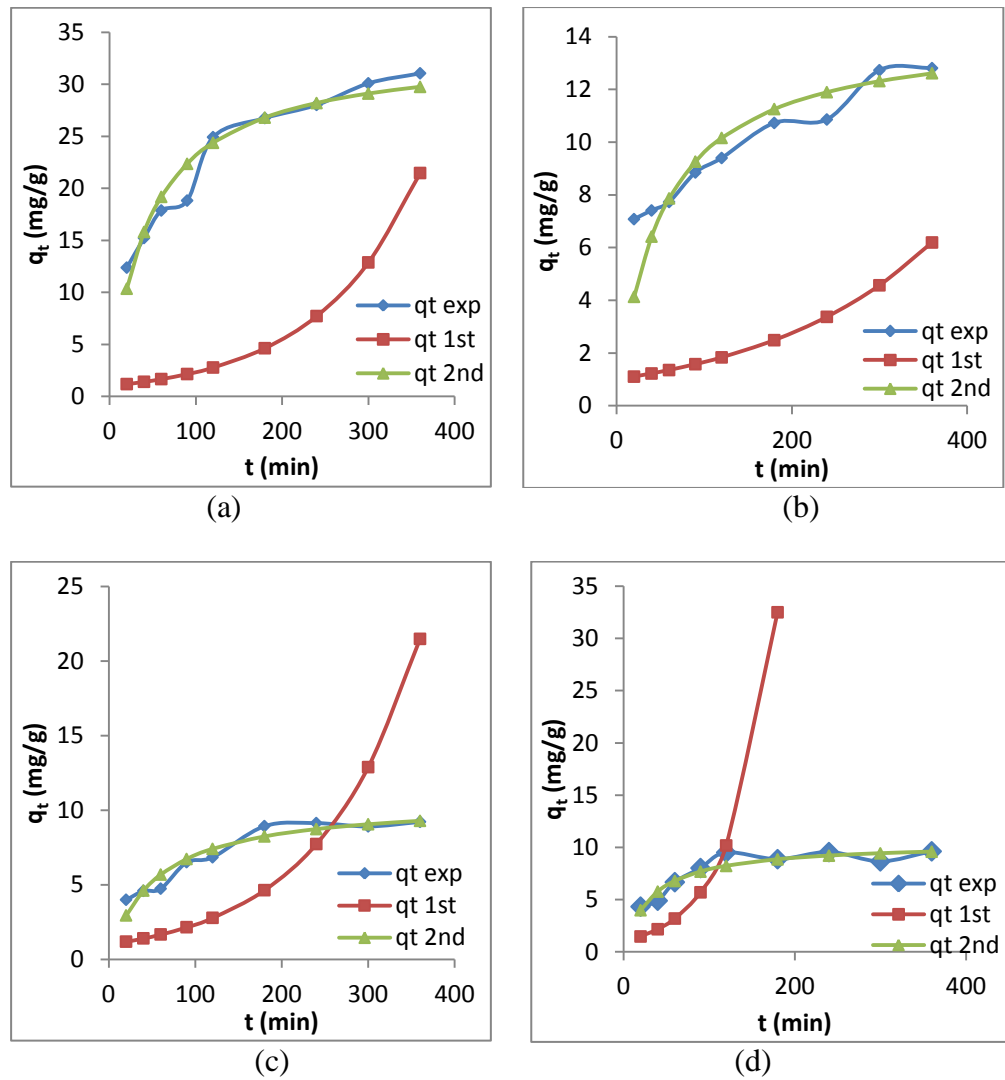 35
30
25
20
15
10
5
0
qt (mg/g)
0 100 200 300 400
t (min)
qt exp
qt 1st
qt 2nd
(a)
14
12
10
8
6
4
2
0
qt (mg/g)
0 200 400
t (min)
qt exp
qt 1st
qt 2nd
(b)
25
20
15
10
5
0
qt (mg/g)
0 100 200 300 400
t (min)
qt exp
qt 1st
qt 2nd
(c)
35
30
25
20
15
10
5
0
qt (mg/g)
0 200 400
t (min)
qt exp
qt 1st
qt 2nd
(d)